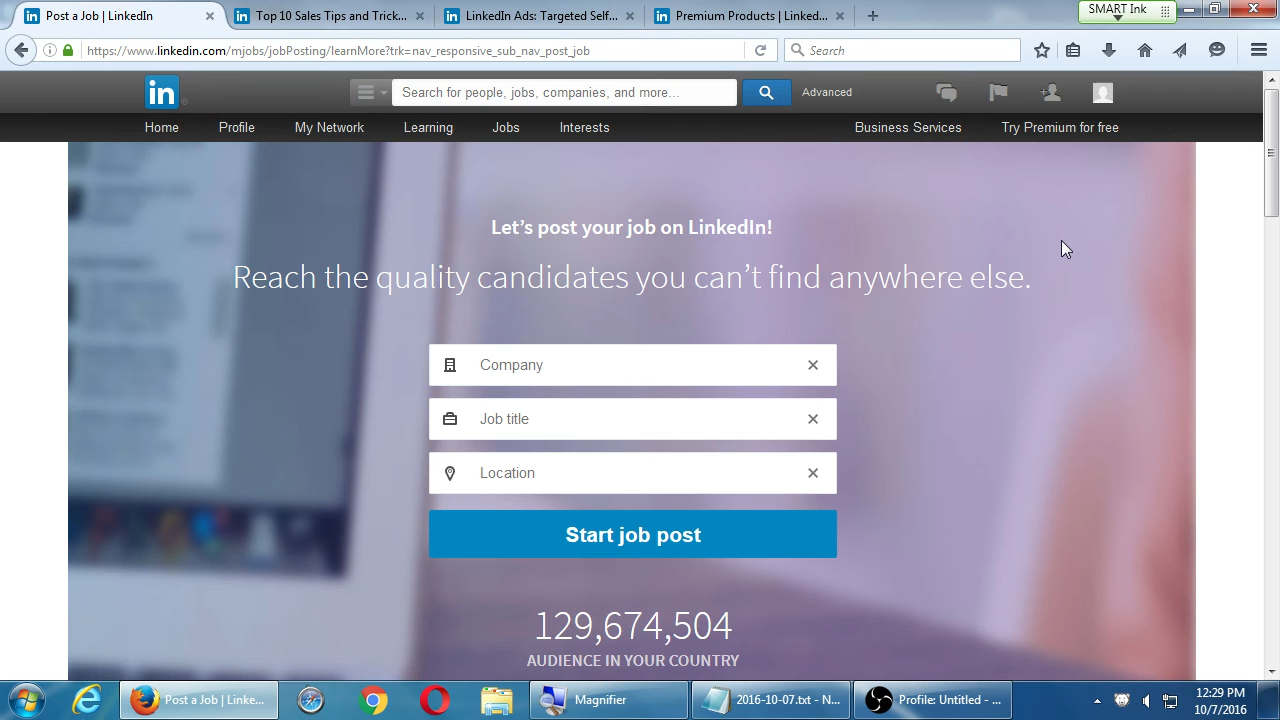 Post a Job | LinkedIn
Top 10 Sales Tips and Trick...
LinkedIn Ads: Targeted Self...
Premium Products | Linked...
SMART Ink
https://www.linkedin.com/mjobs/jobPosting/learnMore?trk=nav_responsive_sub_nav_post_job
Search
in
Search for people, jobs, companies, and more...
Advanced
Home Profile My Network Learning Jobs Interests Business Services Try Premium for free
Let's post your job on LinkedIn!
Reach the quality candidates you can't find anywhere else.
Company
Job title
Location
Start job post
129,674,504
AUDIENCE IN YOUR COUNTRY
Post a Job | Linke...
Magnifier
2016-10-07.txt - N...
Profile: Untitled - ...
12:29 PM
10/7/2016